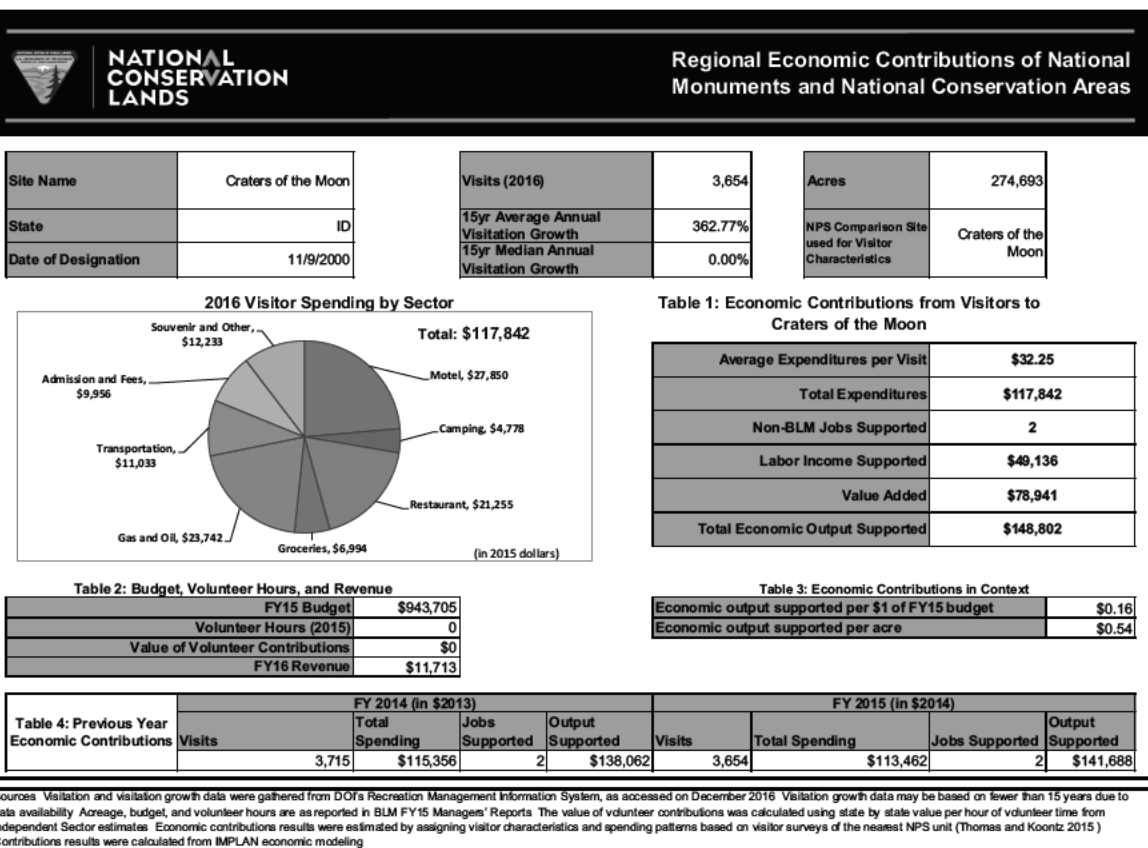 NATIONAL
CONSERVATION
LANDS
Regional Economic Contributions of National
Monuments and National Conservation Areas
Site Name Craters of the Moon
State ID
Date of Designation 11/9/2000
Visits (2016) 3,654
15yr Average Annual
Visitation Growth 362.77%
15yr Median Annual
Visitation Growth 0.00%
Acres 274,693
NPS Comparison Site
used for Visitor
Characteristics
Craters of the
Moon
2016 Visitor Spending by Sector
Total: $117,842
Souvenir and Other,
$12,233
Motel, $27,850
Admission and Fees,
$9,956
Camping, $4,778
Transportation,
$11,033
Restaurant, $21,255
Gas and Oil, $23,742
Groceries, $6,994
(in 2015 dollars)
Table 1: Economic Contributions from Visitors to
Craters of the Moon
Average Expenditures per Visit $32.25
Total Expenditures $117,842
Non-BLM Jobs Supported 2
Labor Income Supported $49,136
Value Added $78,941
Total Economic Output Supported $148,802
Table 2: Budget, Volunteer Hours, and Revenue
FY15 Budget $943,705
Volunteer Hours (2015) 0
Value of Volunteer Contributions $0
FY16 Revenue $11,713
Table 3: Economic Contributions in Context
Economic output supported per $1 of FY15 budget $0.16
Economic output supported per acre $0.54
Table 4: Previous Year
Economic Contributions
FY 2014 (in $2013) FY 2015 (in $2014)
Visits Total Spending Jobs Supported Output Supported Visits Total Spending Jobs Supported Output Supported
3,715 $115,356 2 $138,062 3,654 $113,462 2 $141,688
ources Visitation and visitation growth data were gathered from DOI's Recreation Management Information System, as accessed on December 2016 Visitation growth data may be based on fewer than 15 years due to
ata availability Acreage, budget, and volunteer hours are as reported in BLM FY15 Managers' Reports The value of volunteer contributions was calculated using state by state value per hour of volunteer time from
ndependent Sector estimates Economic contributions results were estimated by assigning visitor characteristics and spending patterns based on visitor surveys of the nearest NPS unit (Thomas and Koontz 2015 )
ontributions results were calculated from IMPLAN economic modeling